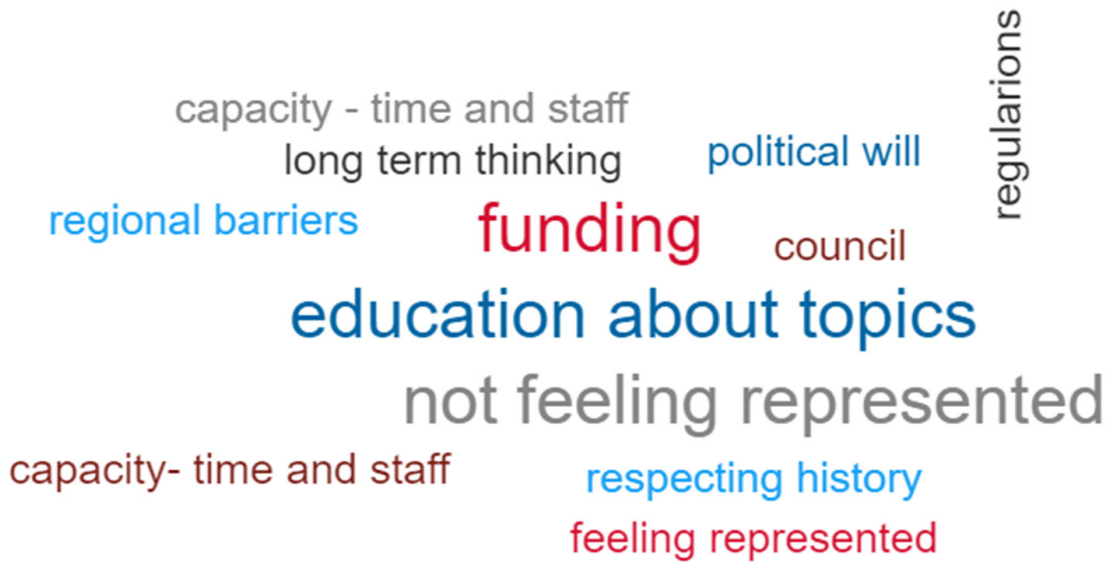 regularions
capacity - time and staff
long term thinking
political will
regional barriers
funding
council
education about topics
not feeling represented
capacity- time and staff
respecting history
feeling represented